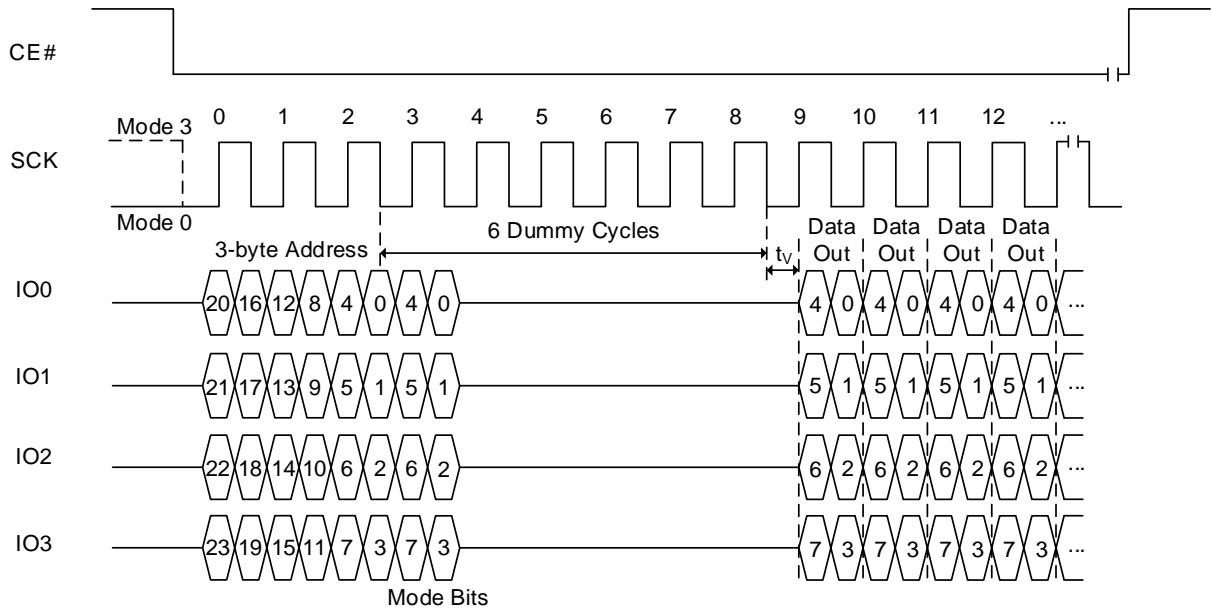 CE#
0 1 2 3 4 5 6 7 8 9 10 11 12 ...
Mode 3
SCK
Mode 0
3-byte Address
6 Dummy Cycles
tV
Data Out
Data Out
Data Out
Data Out
IO0
20 16 12 8 4 0 4 0 4 0 4 0 4 0 4 0 ...
IO1
21 17 13 9 5 1 5 1 5 1 5 1 5 1 5 1 ...
IO2
22 18 14 10 6 2 6 2 6 2 6 2 6 2 6 2 ...
IO3
23 19 15 11 7 3 7 3 7 3 7 3 7 3 7 3 ...
Mode Bits